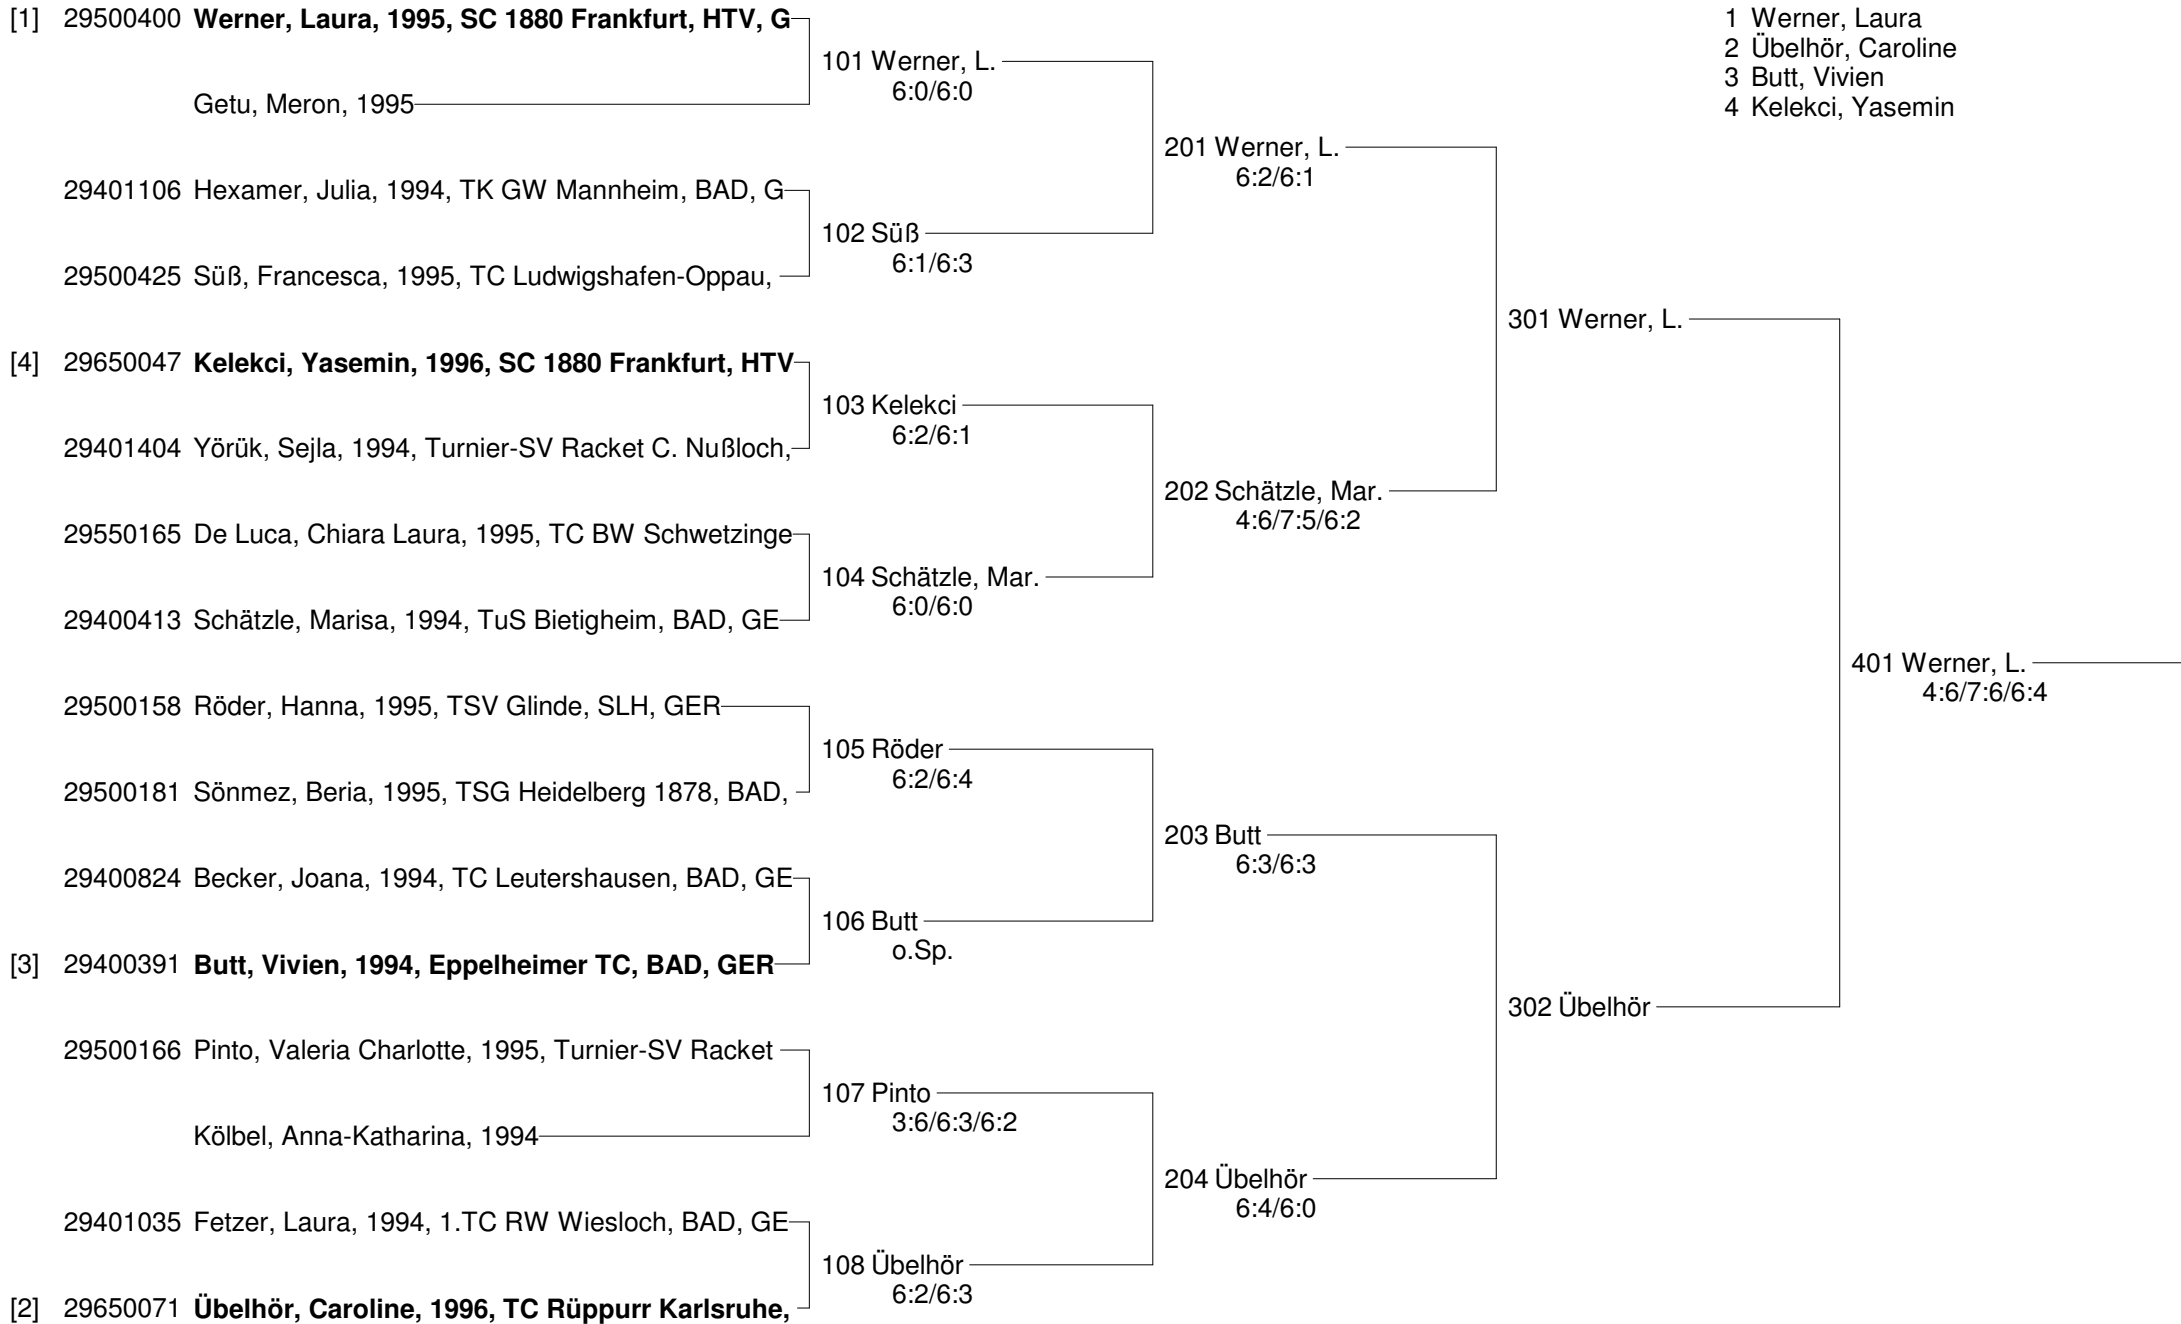 [1] 29500400 Werner, Laura, 1995, SC 1880 Frankfurt, HTV, G
Getu, Meron, 1995
29401106 Hexamer, Julia, 1994, TK GW Mannheim, BAD, G
29500425 Süß, Francesca, 1995, TC Ludwigshafen-Oppau,
[4] 29650047 Kelekci, Yasemin, 1996, SC 1880 Frankfurt, HTV
29401404 Yörük, Sejla, 1994, Turnier-SV Racket C. Nußloch,
29550165 De Luca, Chiara Laura, 1995, TC BW Schwetzinge
29400413 Schätzle, Marisa, 1994, TuS Bietigheim, BAD, GE
29500158 Röder, Hanna, 1995, TSV Glinde, SLH, GER
29500181 Sönmez, Beria, 1995, TSG Heidelberg 1878, BAD,
29400824 Becker, Joana, 1994, TC Leutershausen, BAD, GE
[3] 29400391 Butt, Vivien, 1994, Eppelheimer TC, BAD, GER
29500166 Pinto, Valeria Charlotte, 1995, Turnier-SV Racket
Kölbel, Anna-Katharina, 1994
29401035 Fetzer, Laura, 1994, 1.TC RW Wiesloch, BAD, GE
[2] 29650071 Übelhör, Caroline, 1996, TC Rüppurr Karlsruhe,
101 Werner, L.
6:0/6:0
102 Süß
6:1/6:3
103 Kelekci
6:2/6:1
104 Schätzle, Mar.
6:0/6:0
105 Röder
6:2/6:4
106 Butt
o.Sp.
107 Pinto
3:6/6:3/6:2
108 Übelhör
6:2/6:3
201 Werner, L.
6:2/6:1
202 Schätzle, Mar.
4:6/7:5/6:2
203 Butt
6:3/6:3
204 Übelhör
6:4/6:0
301 Werner, L.
302 Übelhör
401 Werner, L.
4:6/7:6/6:4
1 Werner, Laura
2 Übelhör, Caroline
3 Butt, Vivien
4 Kelekci, Yasemin